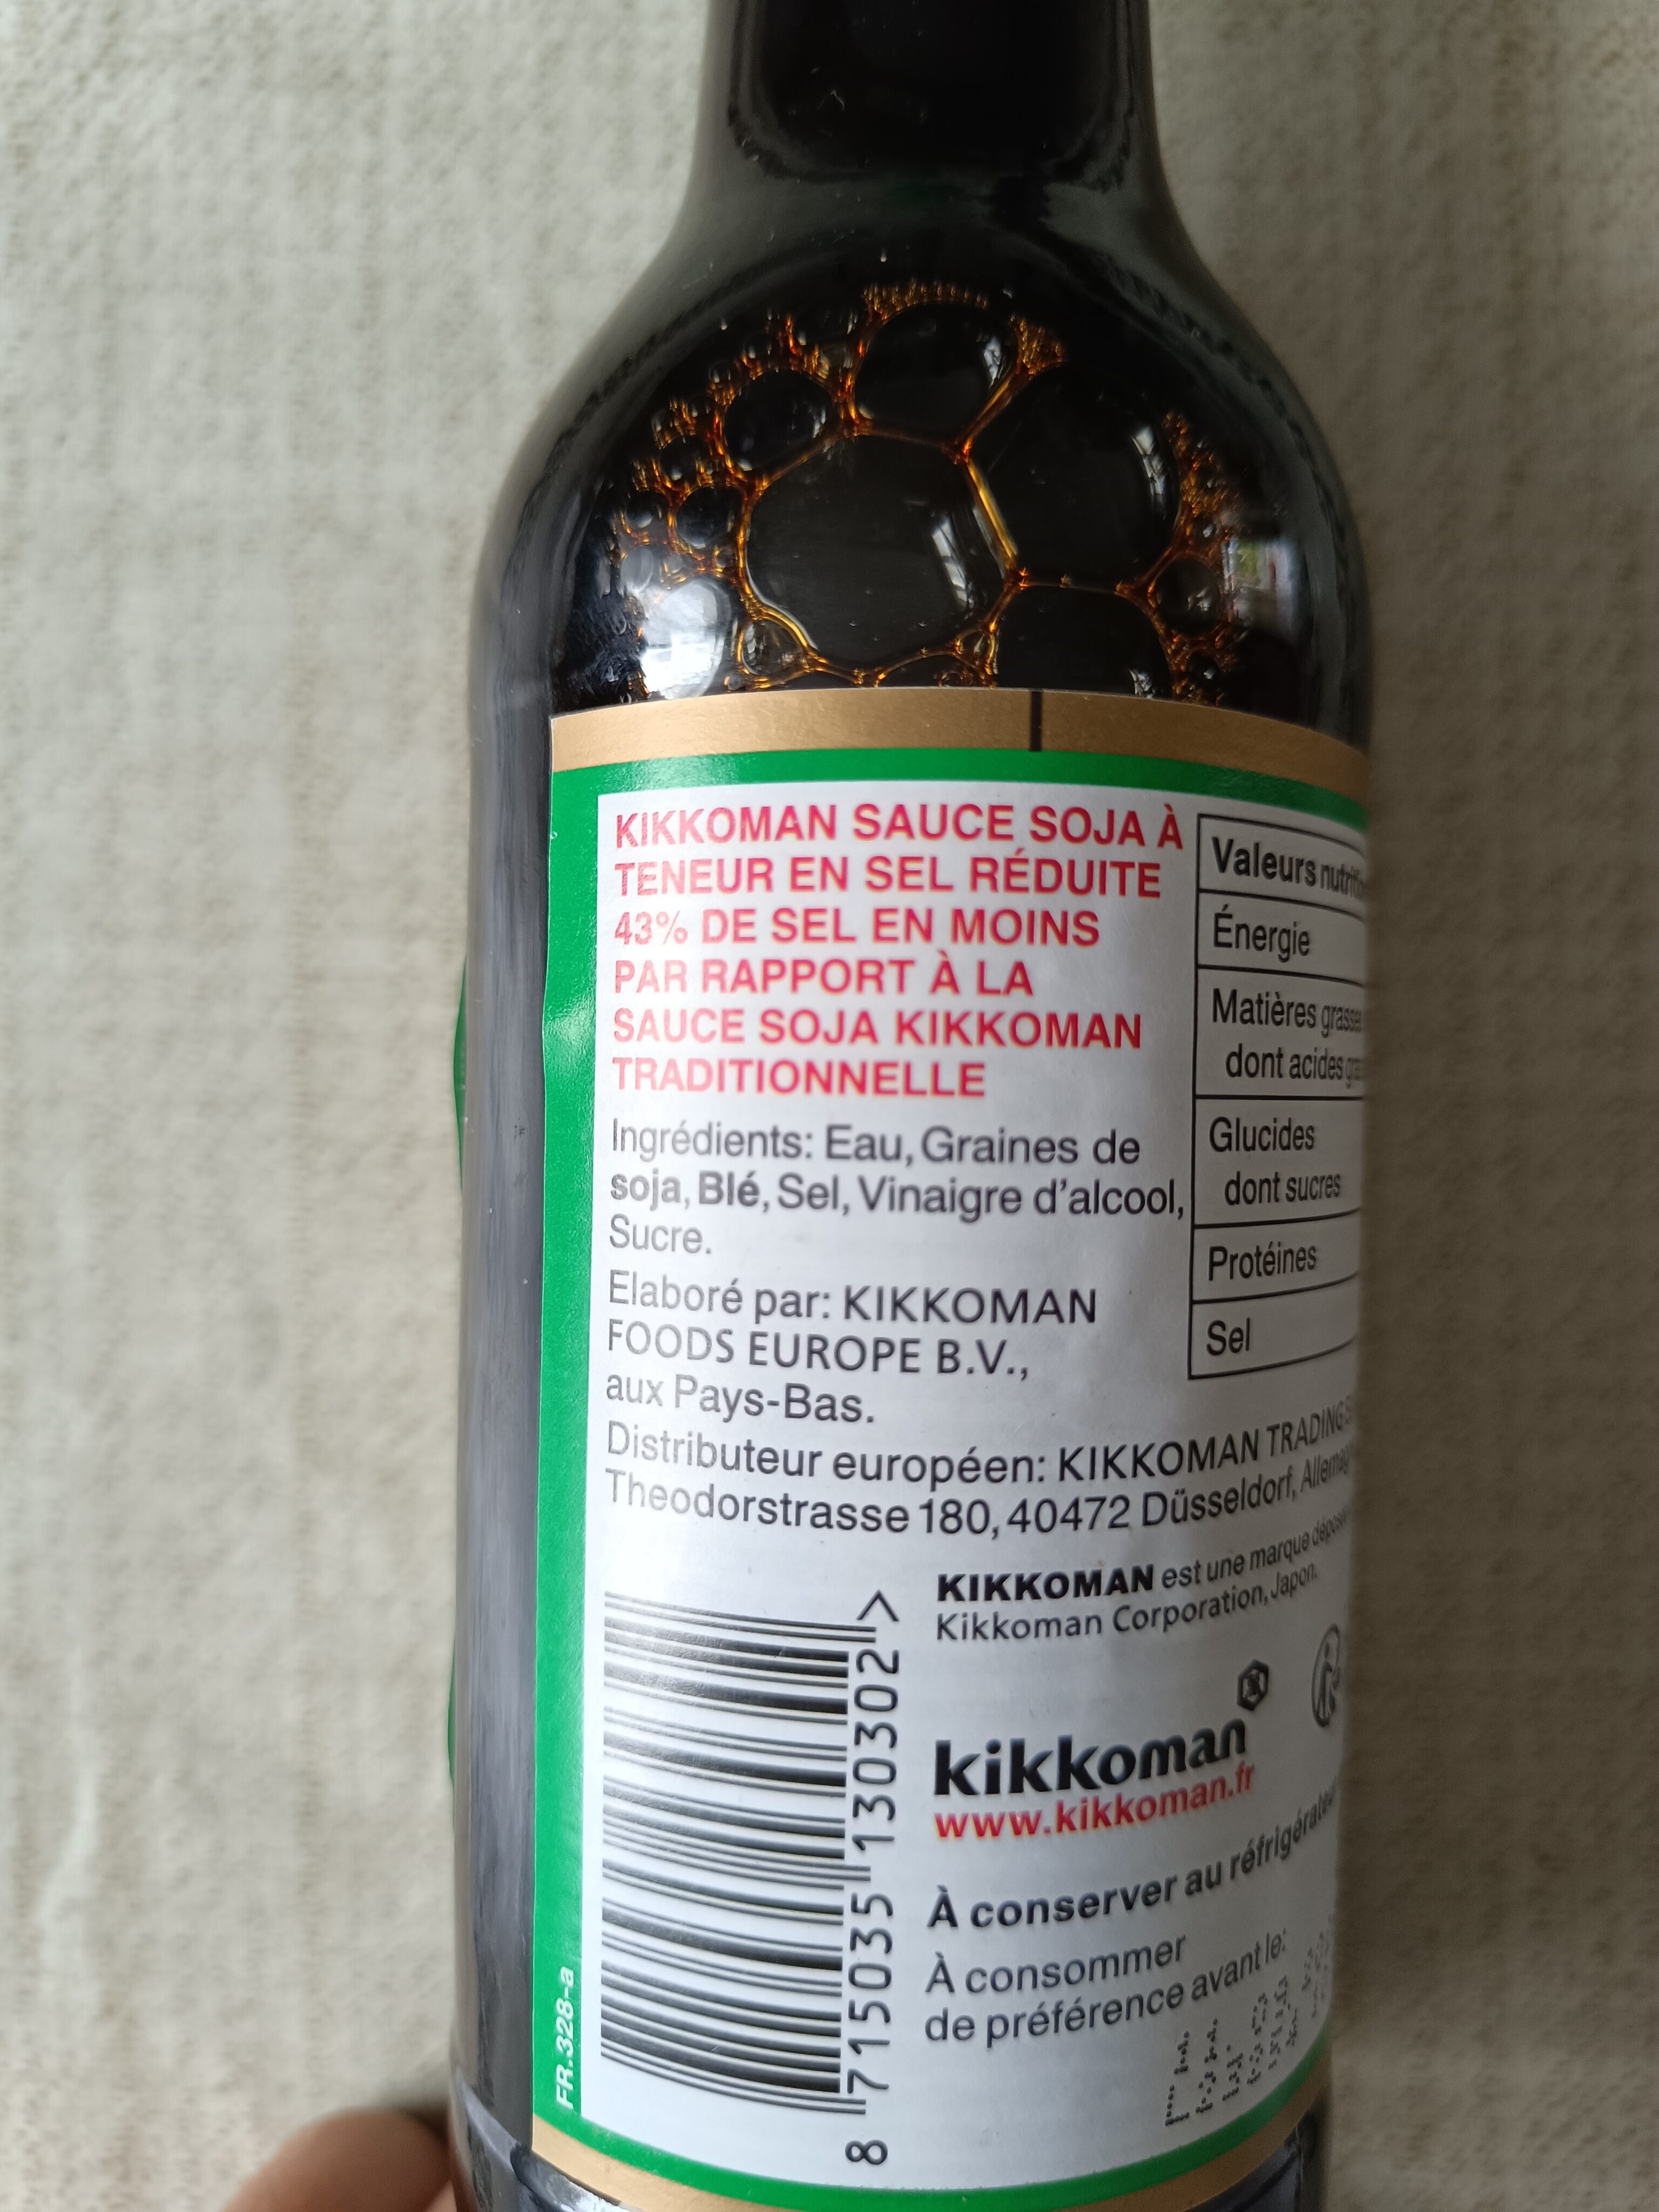 KIKKOMAN SAUCE SOJA À
TENEUR EN SEL RÉDUITE
43% DE SEL EN MOINS
PAR RAPPORT À LA
SAUCE SOJA KIKKOMAN
TRADITIONNELLE
Ingrédients: Eau, Graines de
soja, Blé, Sel, Vinaigre d'alcool,
Sucre.
Elaboré par: KIKKOMAN
FOODS EUROPE B.V.,
aux Pays-Bas.
Valeurs
Énergie
Matières
dont acides
Glucides
dont sucres
Protéines
Sel
Distributeur européen: KIKKOMAN TRADING
Theodorstrasse 180, 40472 Düsseldorf,
KIKKOMAN est une marque
Kikkoman Corporation, Japon.
kikkoman
www.kikkoman.fr
À conserver au
À consommer
de préférence avant le:
8 715035 130302 >
FR.328-a